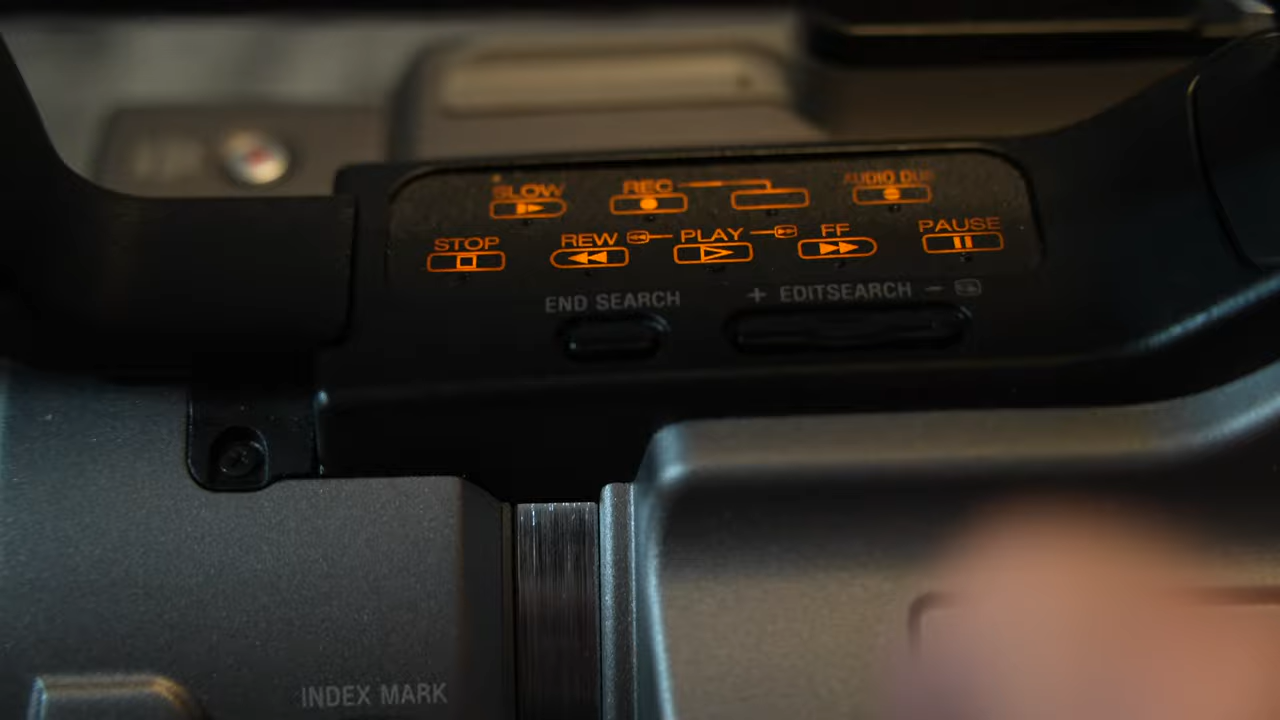 SLOW REC AUDIO DUB
STOP REW PLAY FF PAUSE
END SEARCH + EDITSEARCH −
INDEX MARK